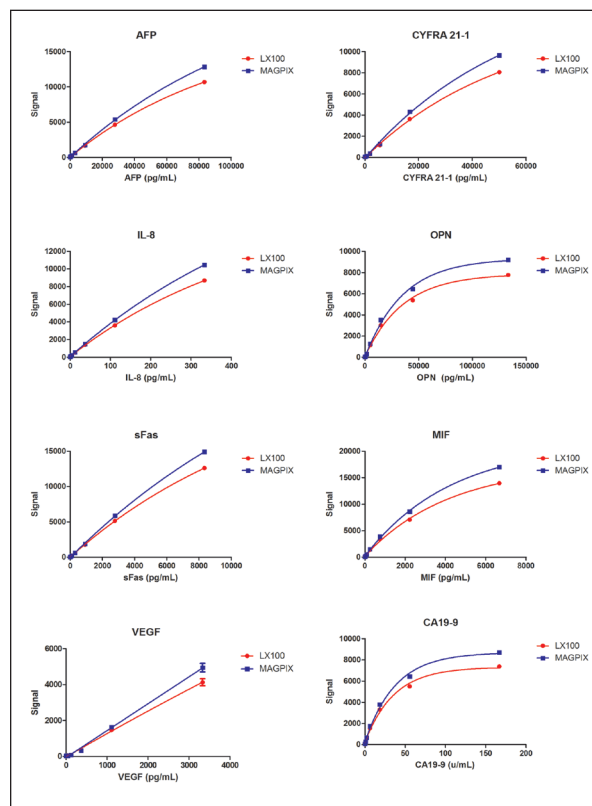 AFP
CYFRA 21-1
15000
10000
5000
0
Signal
0 20000 40000 60000 80000 100000
AFP (pg/mL)
LX100
MAGPIX
10000
8000
6000
4000
2000
0
Signal
0 20000 40000 60000
CYFRA 21-1 (pg/mL)
LX100
MAGPIX
IL-8
OPN
12000
10000
8000
6000
4000
2000
0
Signal
0 100 200 300 400
IL-8 (pg/mL)
LX100
MAGPIX
10000
8000
6000
4000
2000
0
Signal
0 50000 100000 150000
OPN (pg/mL)
LX100
MAGPIX
sFas
MIF
15000
10000
5000
0
Signal
0 2000 4000 6000 8000 10000
sFas (pg/mL)
LX100
MAGPIX
20000
15000
10000
5000
0
Signal
0 2000 4000 6000 8000
MIF (pg/mL)
LX100
MAGPIX
VEGF
CA19-9
6000
4000
2000
0
Signal
0 1000 2000 3000 4000
VEGF (pg/mL)
LX100
MAGPIX
10000
8000
6000
4000
2000
0
Signal
0 50 100 150 200
CA19-9 (u/mL)
LX100
MAGPIX